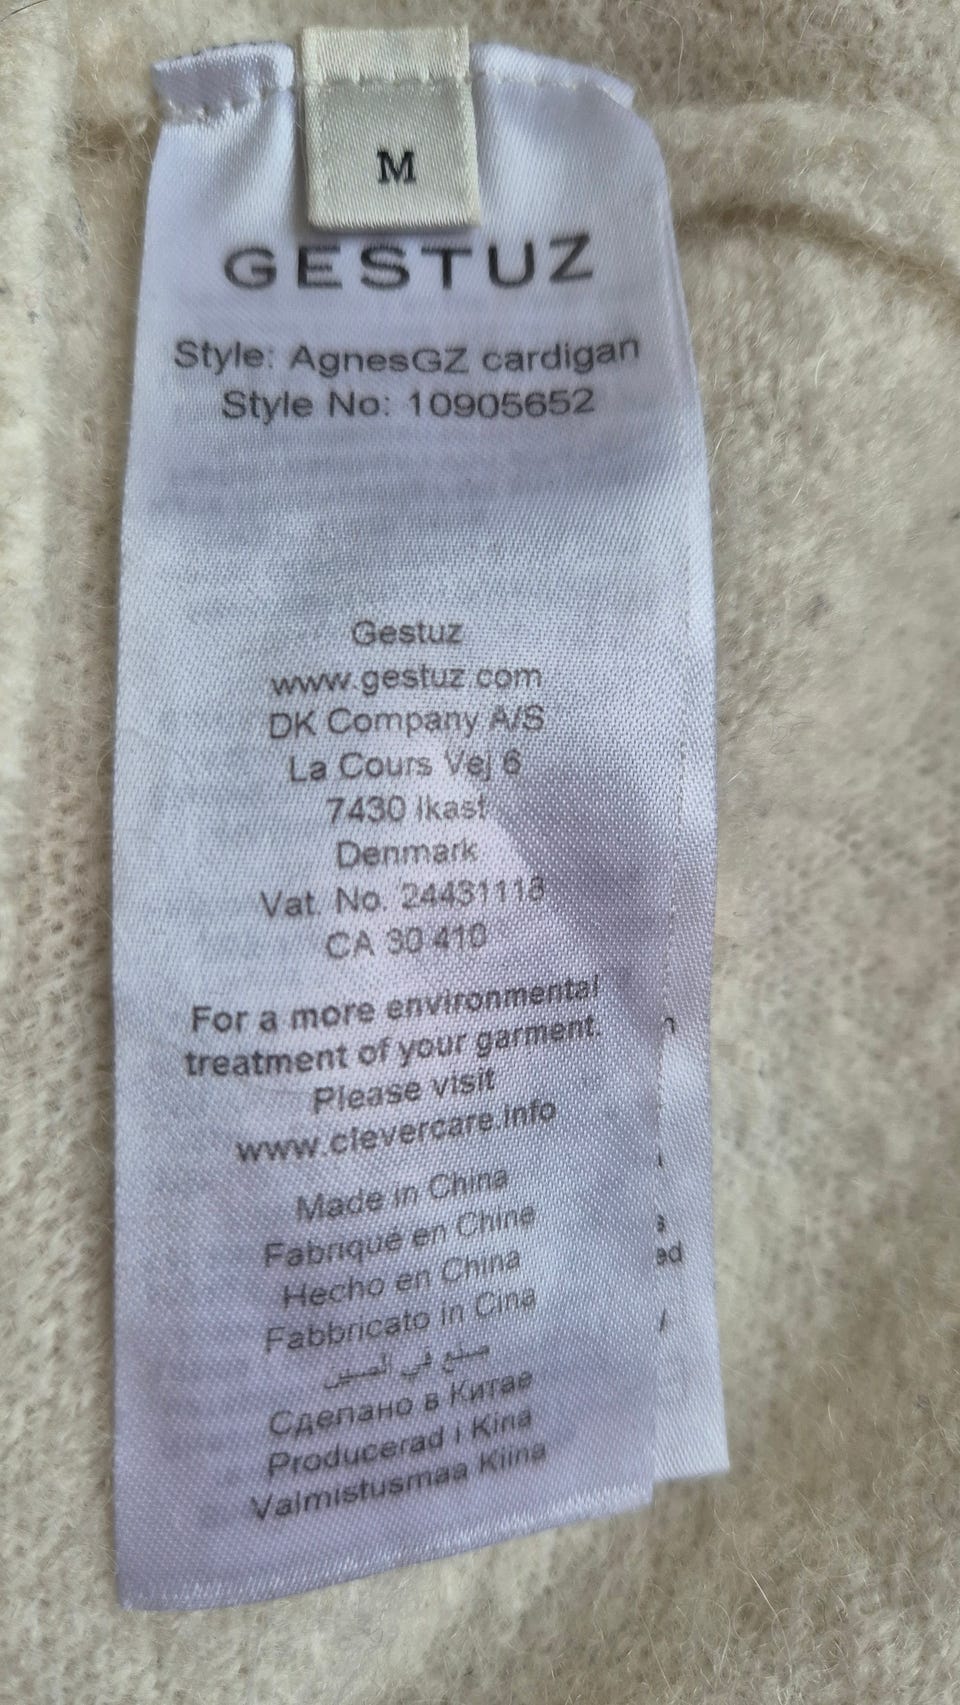 M
GESTUZ
Style: AgnesGZ cardigan
Style No: 10905652
Gestuz
www.gestuz.com
DK Company A/S
La Cours Vej 6
7430 Ikast
Denmark
Vat. No. 24431118
CA 30 410
For a more environmental
treatment of your garment.
Please visit
www.clevercare.info
Made in China
Fabriqué en Chine
Hecho en China
Fabbricato in Cina
صنع في الصين
Сделано в Китае
Producerad i Kina
Valmistusmaa Kiina